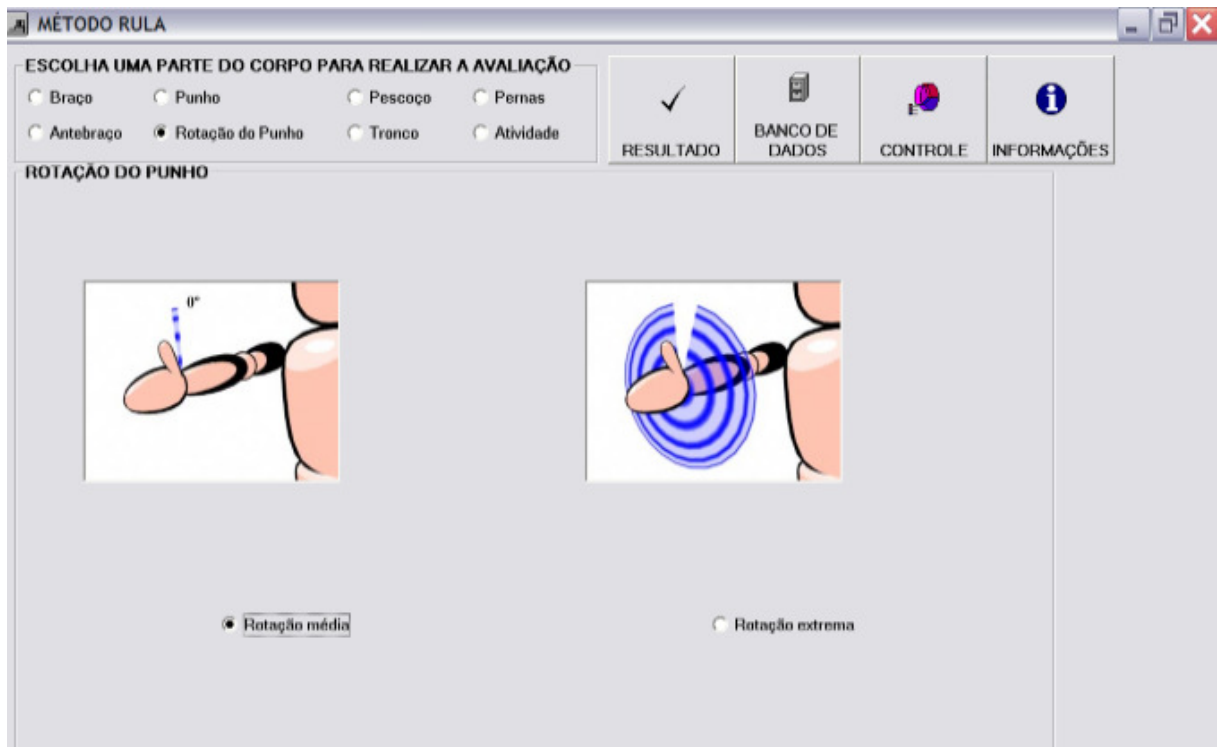 MÉTODO RULA
ESCOLHA UMA PARTE DO CORPO PARA REALIZAR A AVALIAÇÃO
Braço Punho Pescoço Pernas
Antebraço Rotação do Punho Tronco Atividade
RESULTADO
BANCO DE
DADOS
CONTROLE
INFORMAÇÕES
ROTAÇÃO DO PUNHO
0°
Rotação média Rotação extrema